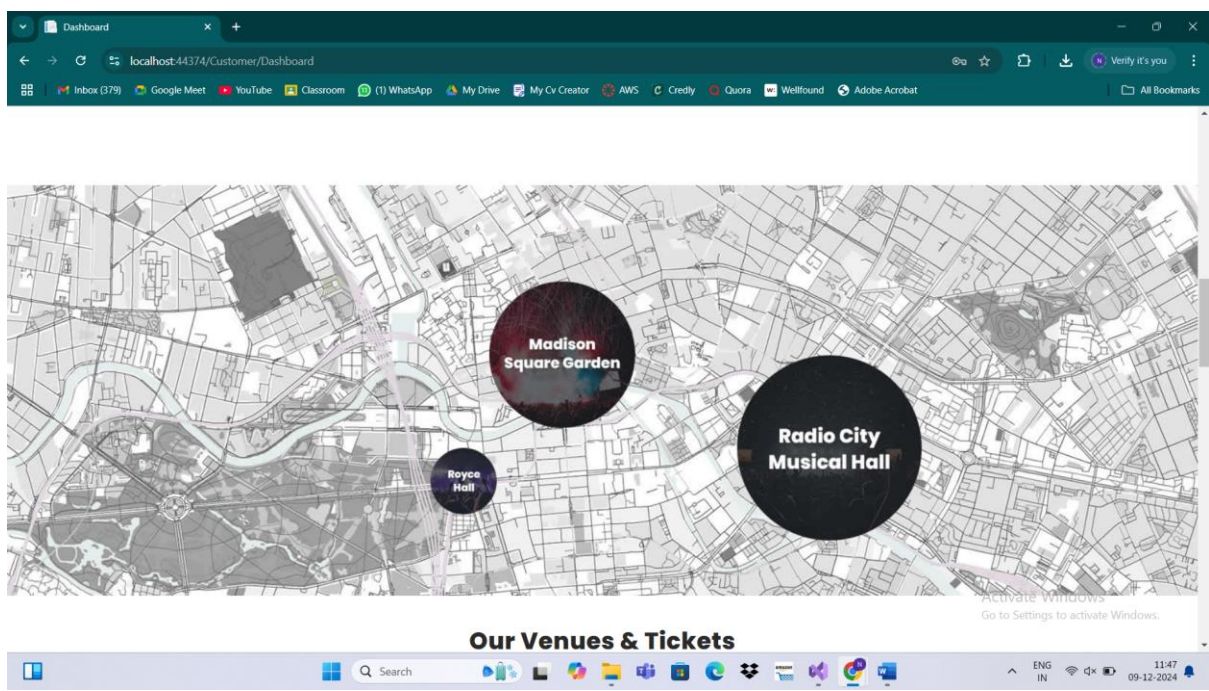 Dashboard
localhost:44374/Customer/Dashboard
Verify it's you
Inbox (379)
Google Meet
YouTube
Classroom
(1) WhatsApp
My Drive
My Cv Creator
AWS
Credly
Quora
Wellfound
Adobe Acrobat
All Bookmarks
Madison
Square Garden
Radio City
Musical Hall
Royce
Hall
Activate Windows
Go to Settings to activate Windows.
Our Venues & Tickets
Search
ENG
IN
11:47
09-12-2024